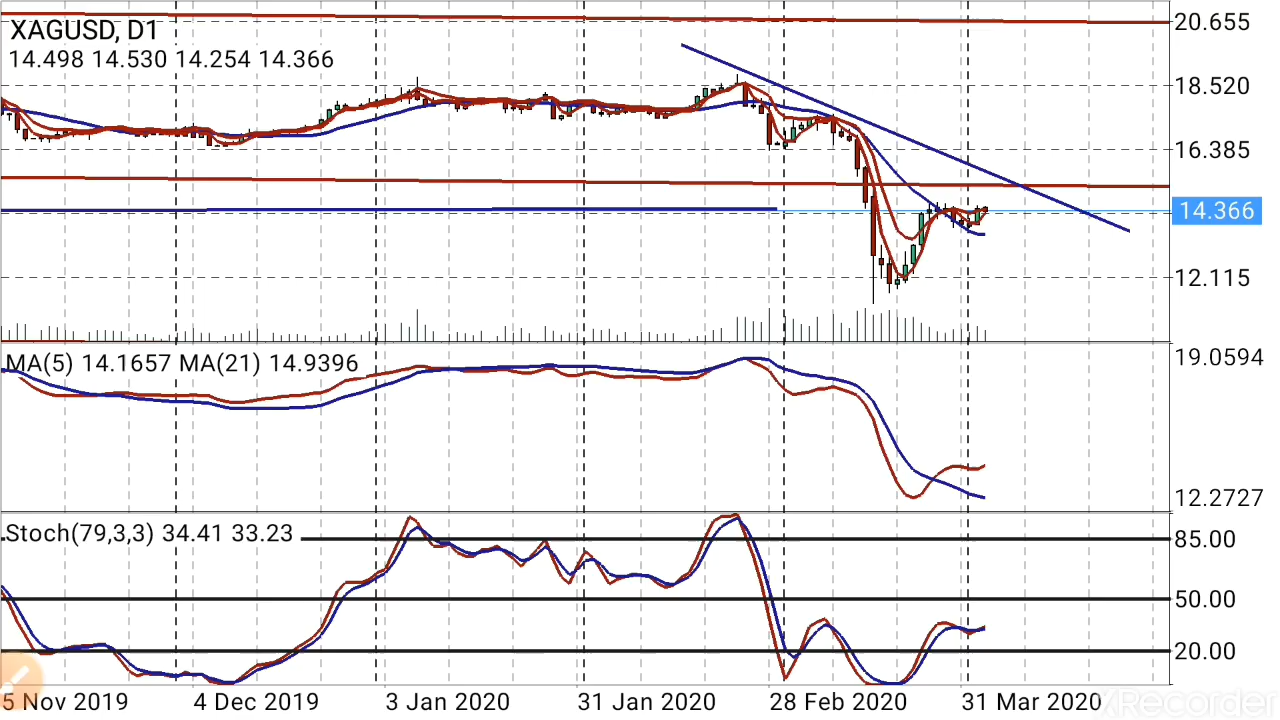 XAGUSD, D1
14.498 14.530 14.254 14.366
20.655
18.520
16.385
14.366
12.115
MA(5) 14.1657 MA(21) 14.9396
19.0594
12.2727
Stoch(79,3,3) 34.41 33.23
85.00
50.00
20.00
5 Nov 2019 4 Dec 2019 3 Jan 2020 31 Jan 2020 28 Feb 2020 31 Mar 2020
XRecorder